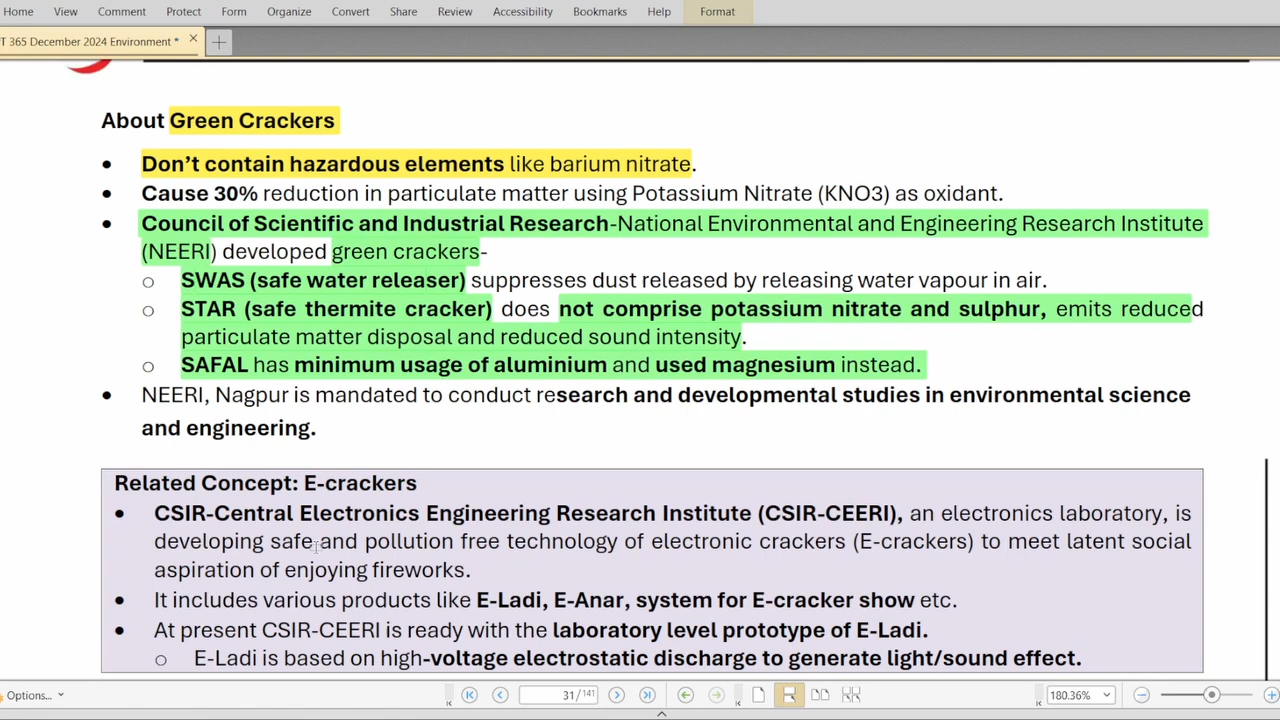 Home View Comment Protect Form Organize Convert Share Review Accessibility Bookmarks Help Format
T 365 December 2024 Environment *
About Green Crackers
• Don't contain hazardous elements like barium nitrate.
• Cause 30% reduction in particulate matter using Potassium Nitrate (KNO3) as oxidant.
• Council of Scientific and Industrial Research-National Environmental and Engineering Research Institute
(NEERI) developed green crackers-
o SWAS (safe water releaser) suppresses dust released by releasing water vapour in air.
o STAR (safe thermite cracker) does not comprise potassium nitrate and sulphur, emits reduced
particulate matter disposal and reduced sound intensity.
o SAFAL has minimum usage of aluminium and used magnesium instead.
• NEERI, Nagpur is mandated to conduct research and developmental studies in environmental science
and engineering.
Related Concept: E-crackers
• CSIR-Central Electronics Engineering Research Institute (CSIR-CEERI), an electronics laboratory, is
developing safe and pollution free technology of electronic crackers (E-crackers) to meet latent social
aspiration of enjoying fireworks.
• It includes various products like E-Ladi, E-Anar, system for E-cracker show etc.
• At present CSIR-CEERI is ready with the laboratory level prototype of E-Ladi.
o E-Ladi is based on high-voltage electrostatic discharge to generate light/sound effect.
Options... 31 / 141 180.36%